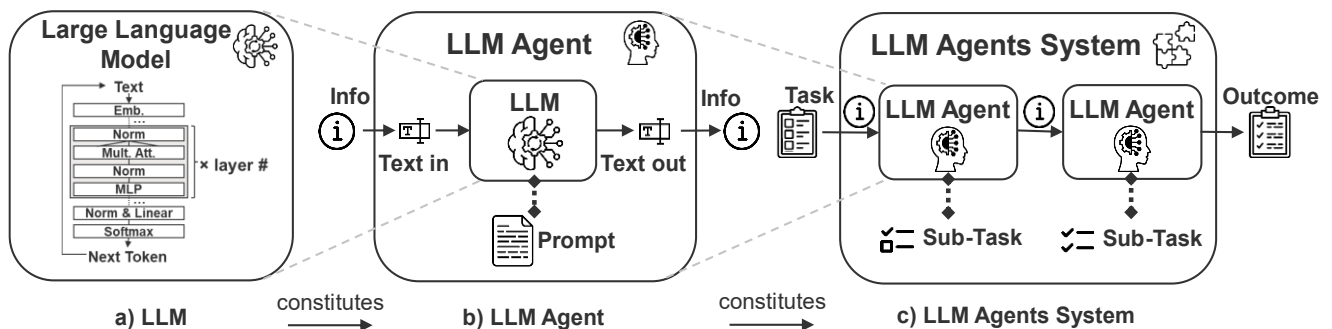 Large Language
Model
Text
Emb.
...
Norm
Mult. Att.
Norm
MLP
× layer #
...
Norm & Linear
Softmax
Next Token
a) LLM
constitutes
LLM Agent
Info
i
T
Text in
LLM
Prompt
T
Text out
Info
i
b) LLM Agent
constitutes
LLM Agents System
Task
i
LLM Agent
Sub-Task
i
LLM Agent
Sub-Task
Outcome
c) LLM Agents System